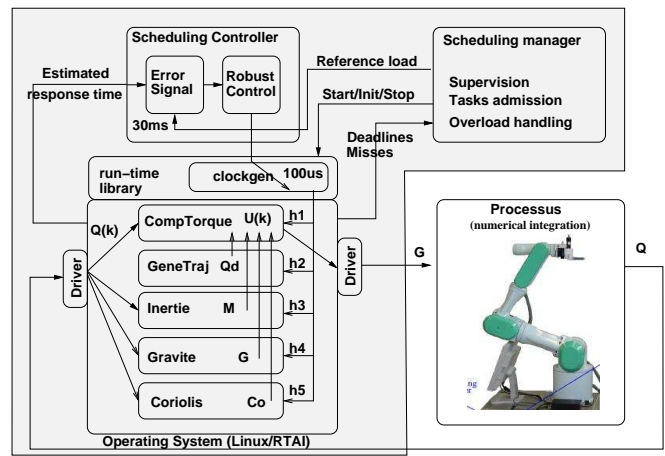 Scheduling Controller
Scheduling manager
Estimated
response time
Error
Signal
Robust
Control
Reference load
Start/Init/Stop
Supervision
Tasks admission
Overload handling
30ms
Deadlines
Misses
run-time
library
clockgen
100us
Q(k)
CompTorque U(k)
h1
GeneTraj Qd
h2
Inertie M
h3
Gravite G
h4
Coriolis Co
h5
Driver
Driver
G
Processus
(numerical integration)
Q
ng
er
Operating System (Linux/RTAI)